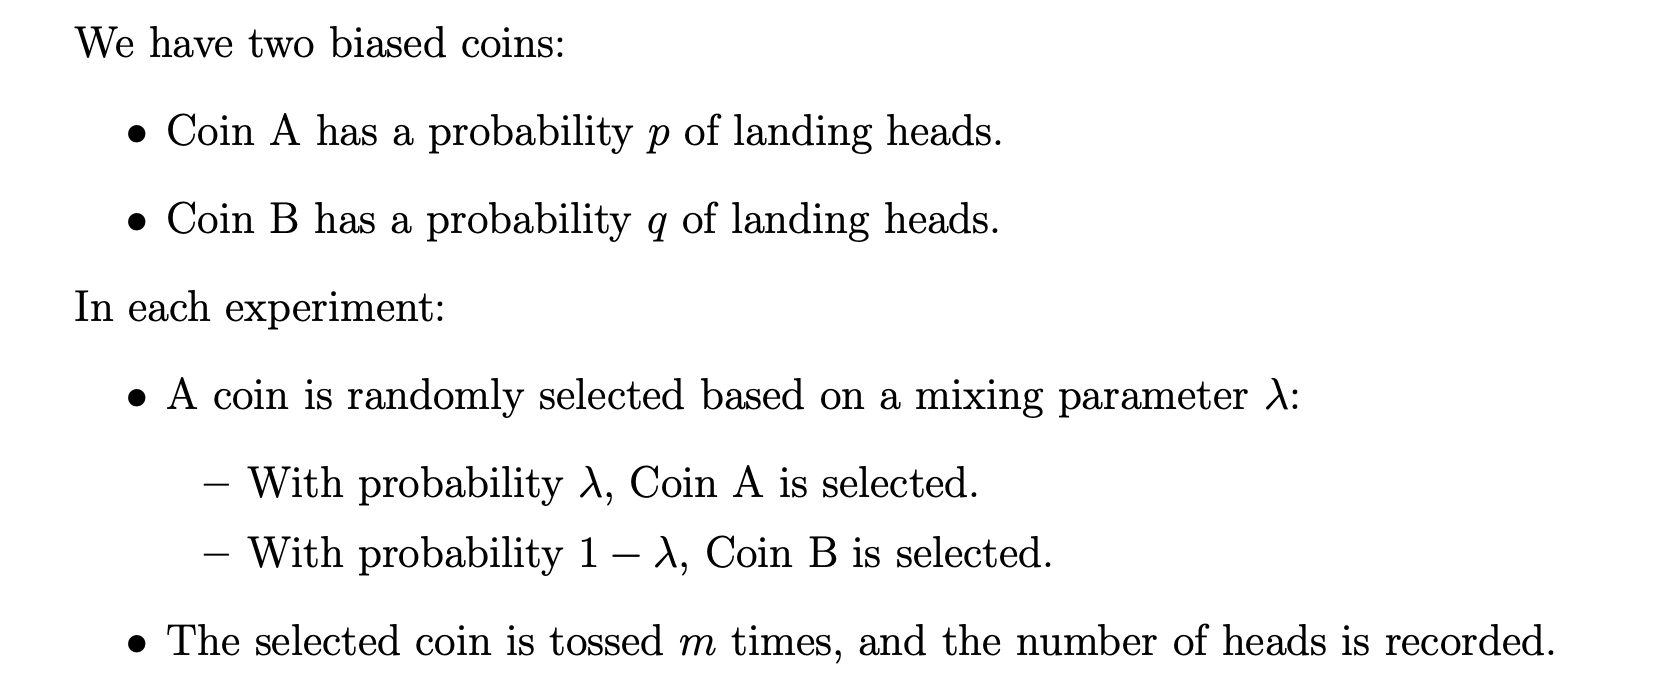 We have two biased coins:
• Coin A has a probability p of landing heads.
• Coin B has a probability q of landing heads.
In each experiment:
• A coin is randomly selected based on a mixing parameter λ:
– With probability λ, Coin A is selected.
– With probability 1 − λ, Coin B is selected.
• The selected coin is tossed m times, and the number of heads is recorded.